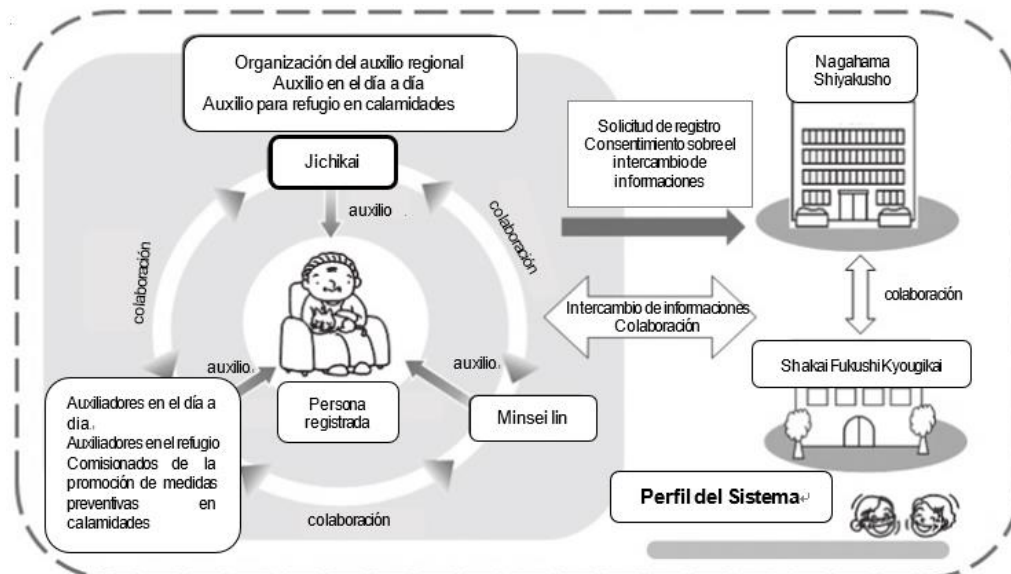 Organización del auxilio regional
Auxilio en el día a día
Auxilio para refugio en calamidades
Jichikai
auxilio
colaboración
colaboración
auxilio
auxilio
Persona
registrada
Auxiliadores en el día a
dia.
Auxiliadores en el refugio
Comisionados de la
promoción de medidas
preventivas en
calamidades
Minsei Iin
colaboración
Solicitud de registro
Consentimiento sobre el
intercambio de
informaciones
Intercambio de informaciones
Colaboración
Nagahama
Shiyakusho
colaboración
Shakai Fukushi Kyougikai
Perfil del Sistema